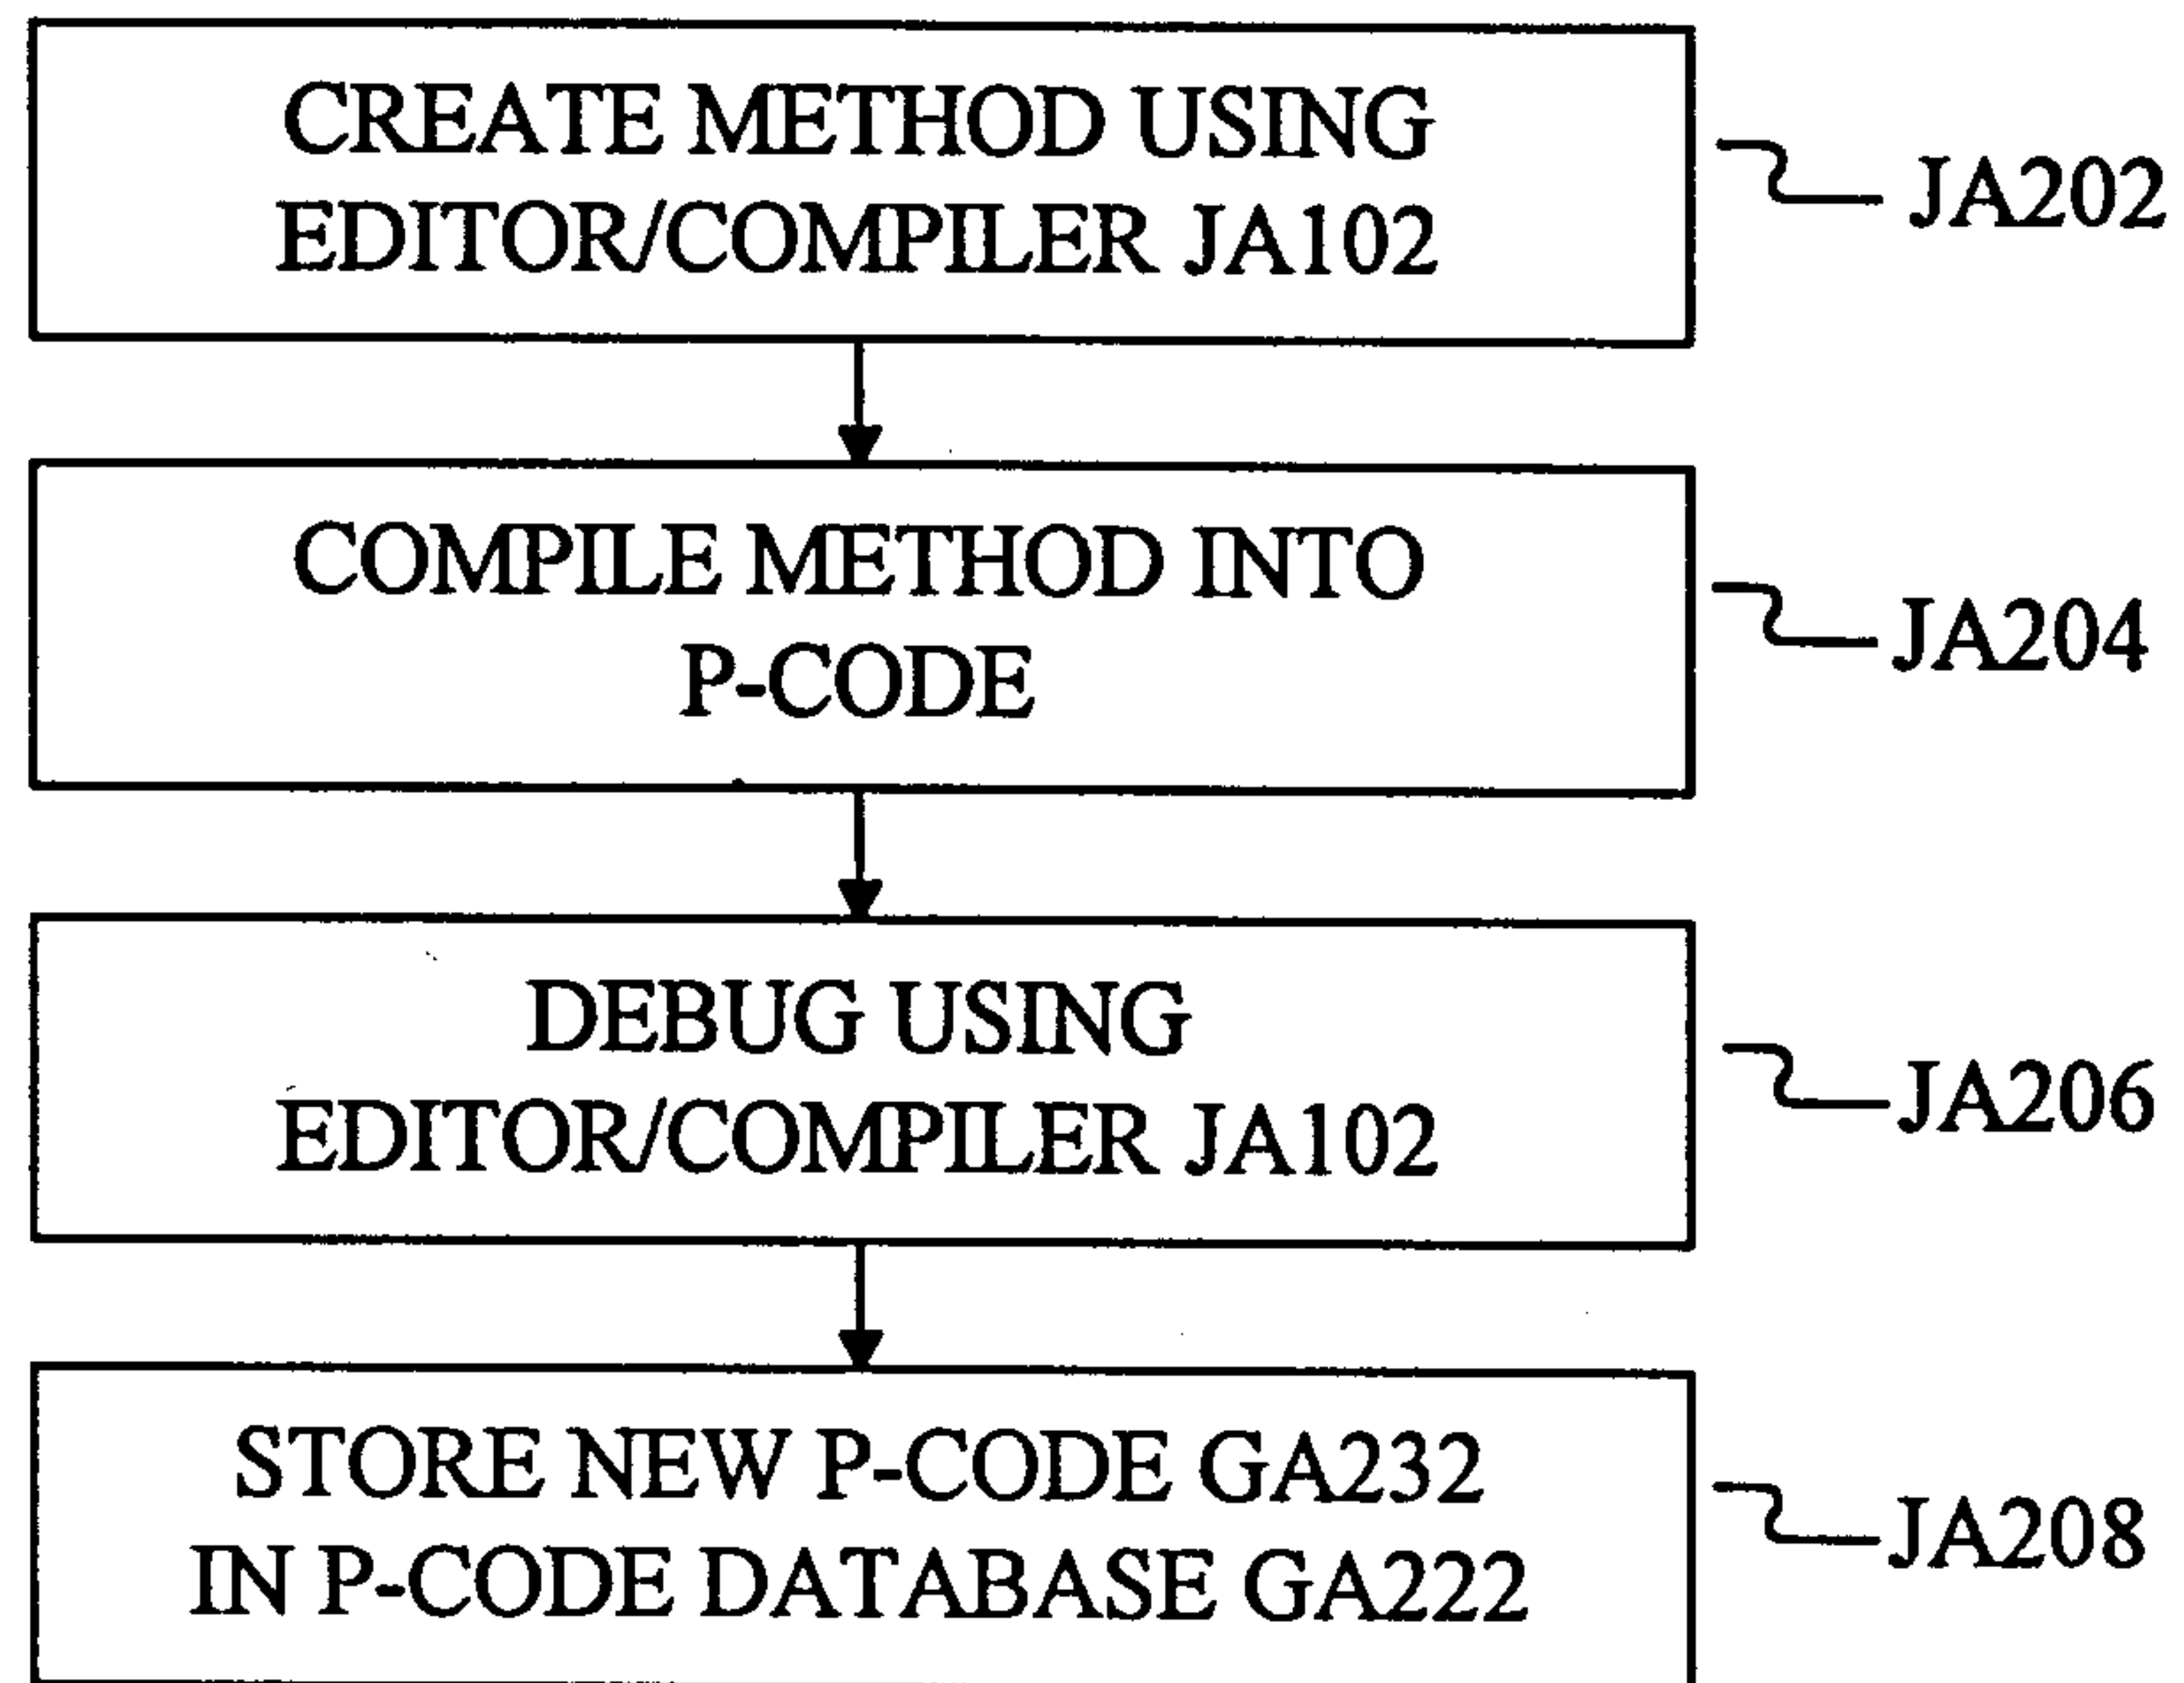 CREATE METHOD USING
EDITOR/COMPILER JA102
JA202
COMPILE METHOD INTO
P-CODE
JA204
DEBUG USING
EDITOR/COMPILER JA102
JA206
STORE NEW P-CODE GA232
IN P-CODE DATABASE GA222
JA208